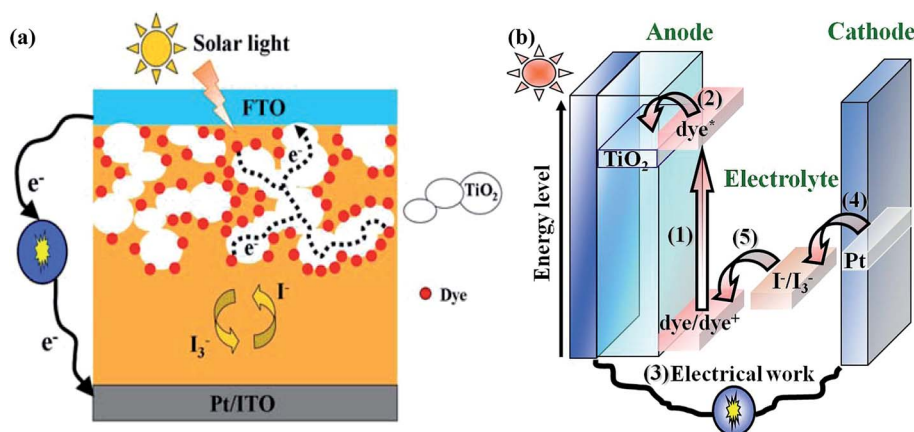 (a)
Solar light
FTO
e-
e-
TiO2
e-
I-
Dye
I3-
e-
Pt/ITO
(b)
Anode
Cathode
(2)
dye*
TiO2
Electrolyte
Energy level
(4)
(1)
(5)
Pt
I-/I3-
dye/dye+
(3) Electrical work